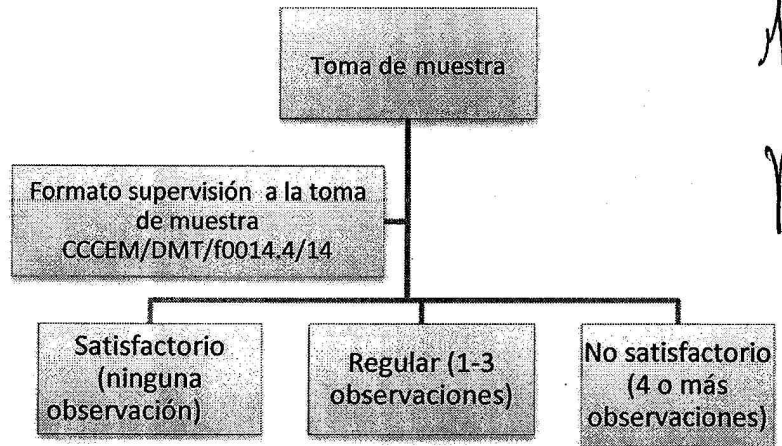 Toma de muestra
Formato supervisión a la toma
de muestra
CCCEM/DMT/f0014.4/14
Satisfactorio
(ninguna
observación)
Regular (1-3
observaciones)
No satisfactorio
(4 o más
observaciones)